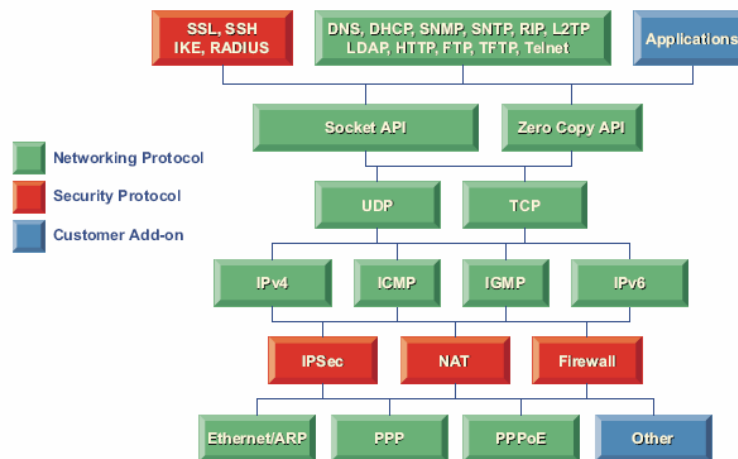 SSL, SSH
IKE, RADIUS
DNS, DHCP, SNMP, SNTP, RIP, L2TP
LDAP, HTTP, FTP, TFTP, Telnet
Applications
Socket API
Zero Copy API
Networking Protocol
Security Protocol
Customer Add-on
UDP
TCP
IPv4
ICMP
IGMP
IPv6
IPSec
NAT
Firewall
Ethernet/ARP
PPP
PPPoE
Other